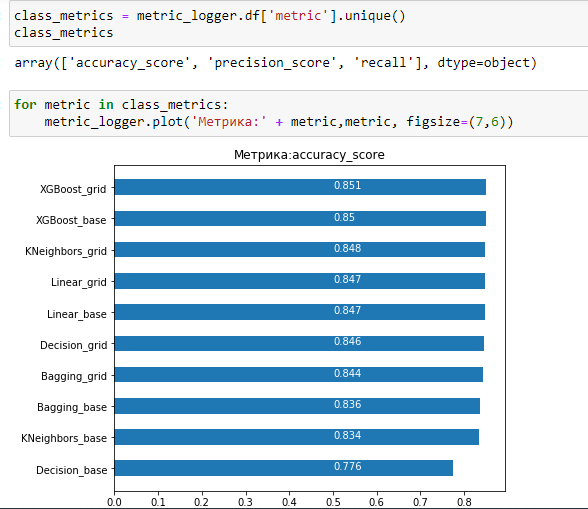 class_metrics = metric_logger.df['metric'].unique()
class_metrics
array(['accuracy_score', 'precision_score', 'recall'], dtype=object)
for metric in class_metrics:
    metric_logger.plot('Метрика:' + metric,metric, figsize=(7,6))
Метрика:accuracy_score
XGBoost_grid 0.851
XGBoost_base 0.85
KNeighbors_grid 0.848
Linear_grid 0.847
Linear_base 0.847
Decision_grid 0.846
Bagging_grid 0.844
Bagging_base 0.836
KNeighbors_base 0.834
Decision_base 0.776
0.0 0.1 0.2 0.3 0.4 0.5 0.6 0.7 0.8